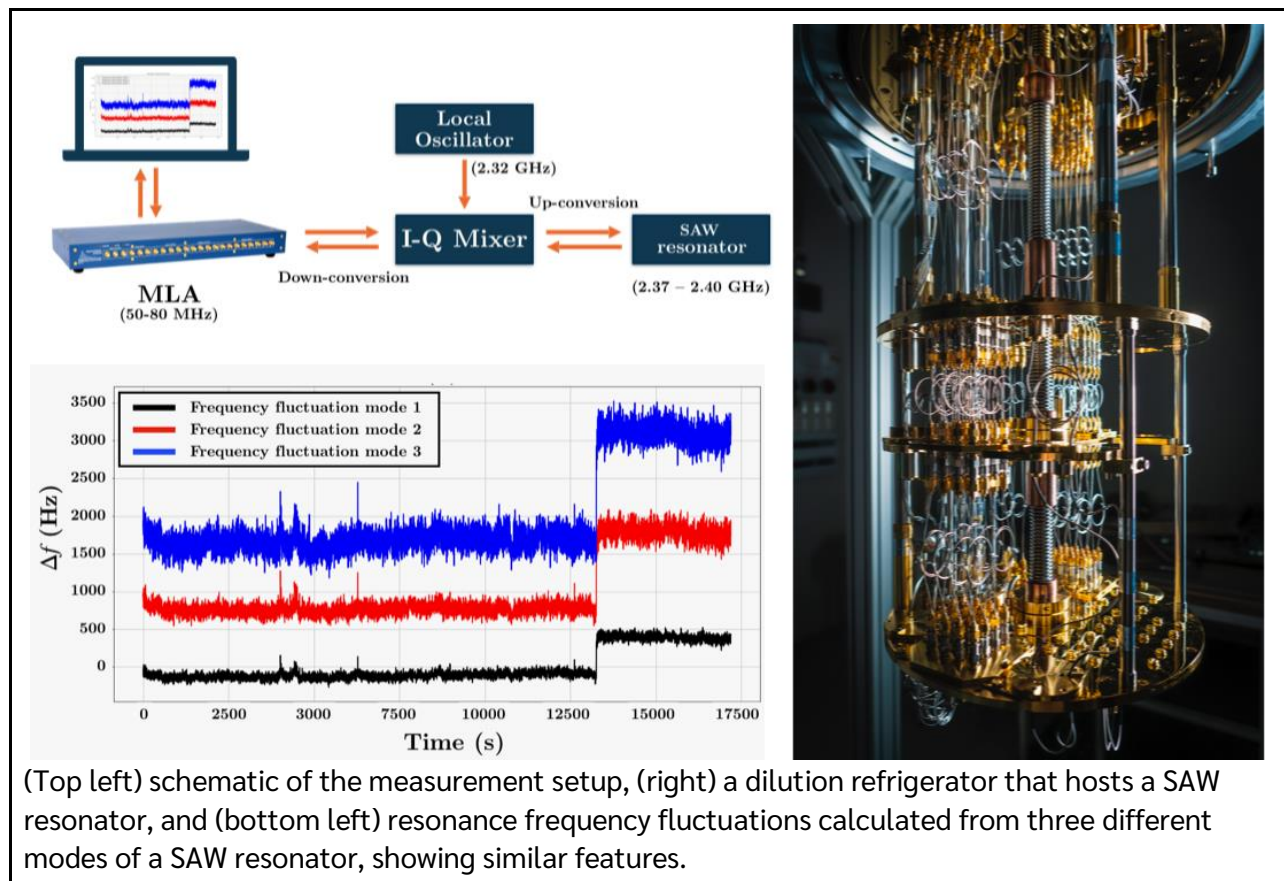 Local
Oscillator
(2.32 GHz)
Up-conversion
I-Q Mixer
SAW
resonator
Down-conversion
(2.37 – 2.40 GHz)
MLA
(50-80 MHz)
Frequency fluctuation mode 1
Frequency fluctuation mode 2
Frequency fluctuation mode 3
3500
3000
2500
2000
1500
1000
500
0
Δf (Hz)
0 2500 3000 7500 10000 12500 15000 17500
Time (s)
(Top left) schematic of the measurement setup, (right) a dilution refrigerator that hosts a SAW
resonator, and (bottom left) resonance frequency fluctuations calculated from three different
modes of a SAW resonator, showing similar features.